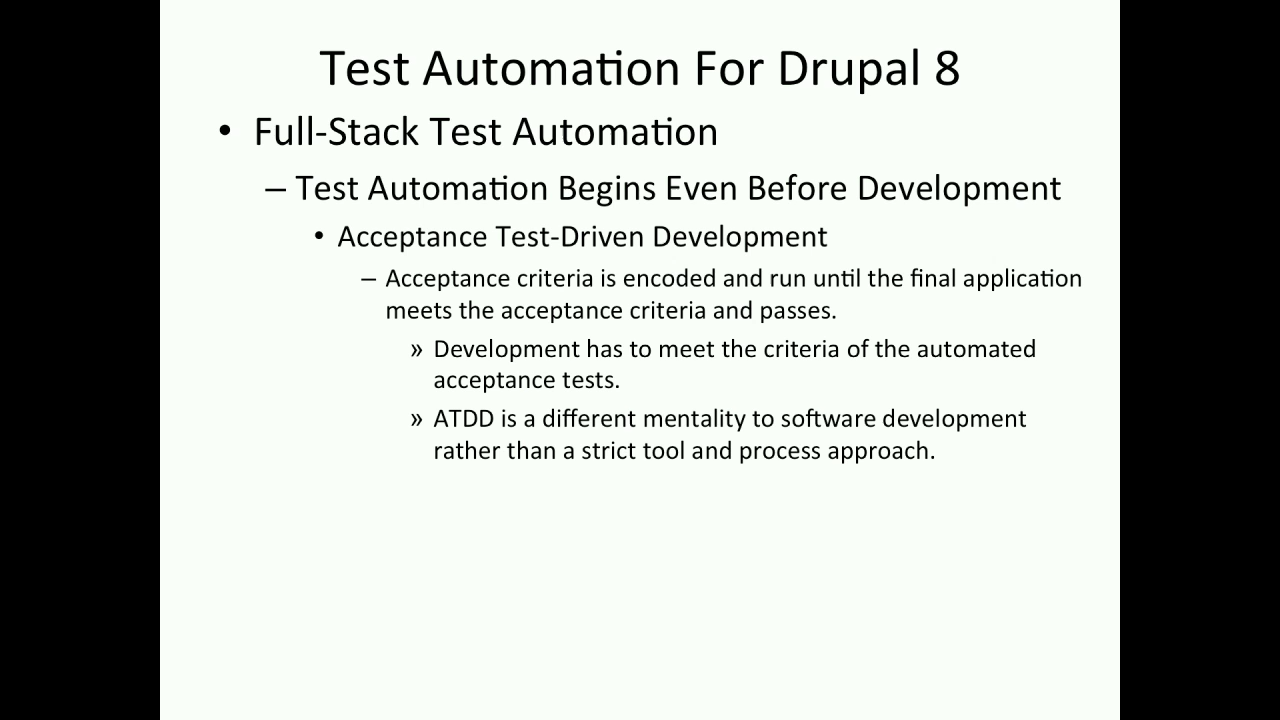 Test Automation For Drupal 8
• Full-Stack Test Automation
– Test Automation Begins Even Before Development
• Acceptance Test-Driven Development
– Acceptance criteria is encoded and run until the final application
meets the acceptance criteria and passes.
» Development has to meet the criteria of the automated
acceptance tests.
» ATDD is a different mentality to software development
rather than a strict tool and process approach.